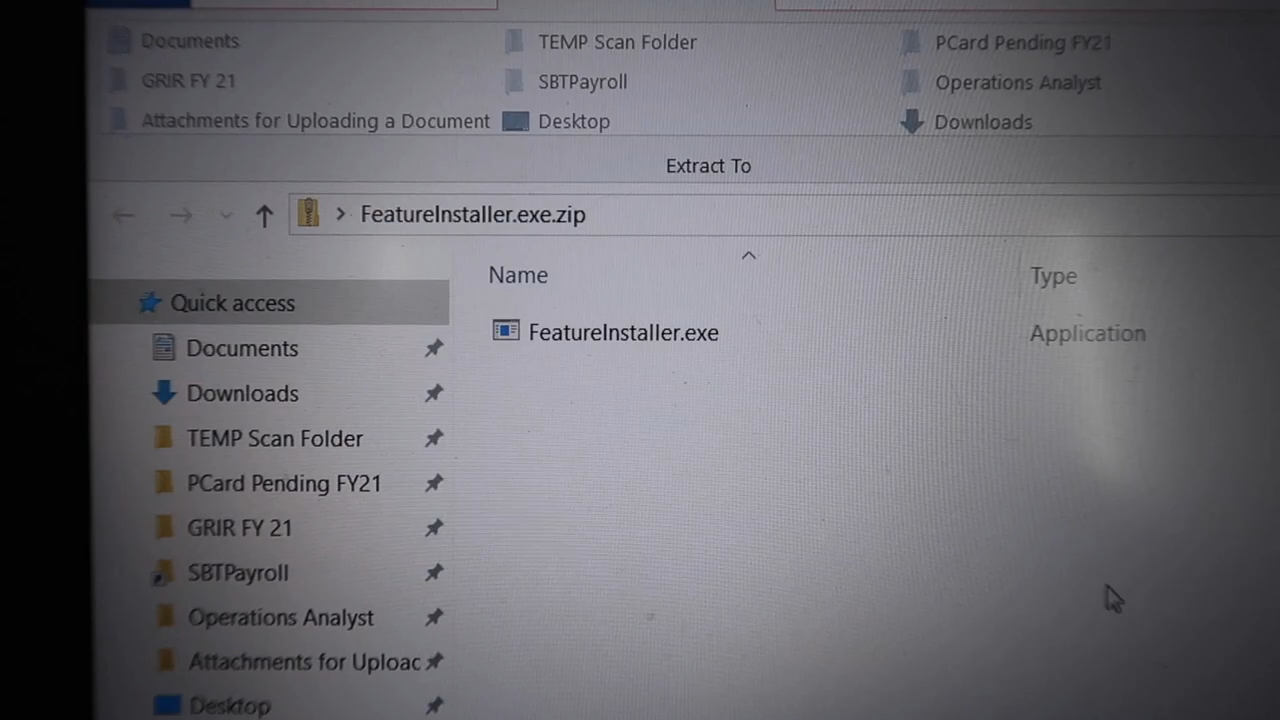 Documents
TEMP Scan Folder
PCard Pending FY21
GRIR FY 21
SBTPayroll
Operations Analyst
Attachments for Uploading a Document
Desktop
Downloads
Extract To
FeatureInstaller.exe.zip
Name
Type
Quick access
FeatureInstaller.exe
Application
Documents
Downloads
TEMP Scan Folder
PCard Pending FY21
GRIR FY 21
SBTPayroll
Operations Analyst
Attachments for Uploac
Desktop